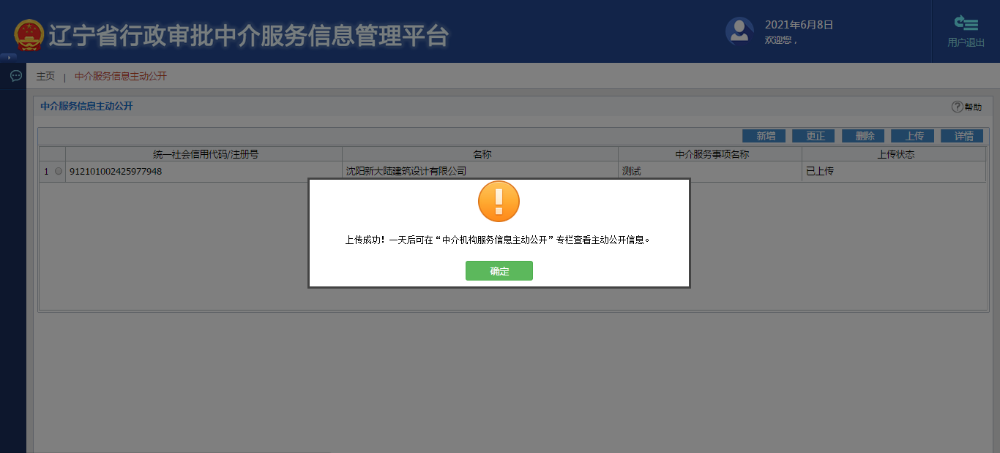 辽宁省行政审批中介服务信息管理平台
2021年6月8日
欢迎您，
用户退出
主页 | 中介服务信息主动公开
中介服务信息主动公开
帮助
新增 更正 删除 上传 详情
统一社会信用代码/注册号 名称 中介服务事项名称 上传状态
1 912101002425977948 沈阳新大陆建筑设计有限公司 测试 已上传
上传成功！一天后可在“中介机构服务信息主动公开”专栏查看主动公开信息。
确定